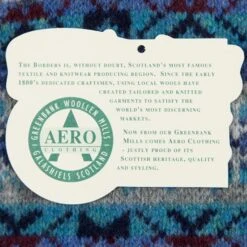 The Borders is, without doubt, Scotland's most famous
textile and knitwear producing region, Since the early
1800's dedicated craftsmen, using local wools have
created tailored and knitted
garments to satisfy the
world's most discerning
markets.
Now from our Greenbank
Mills comes Aero Clothing
- justly proud of its
Scottish heritage, quality
and styling.
GREENBANK WOOLLEN MILLS
AERO
CLOTHING
GALASHIELS SCOTLAND